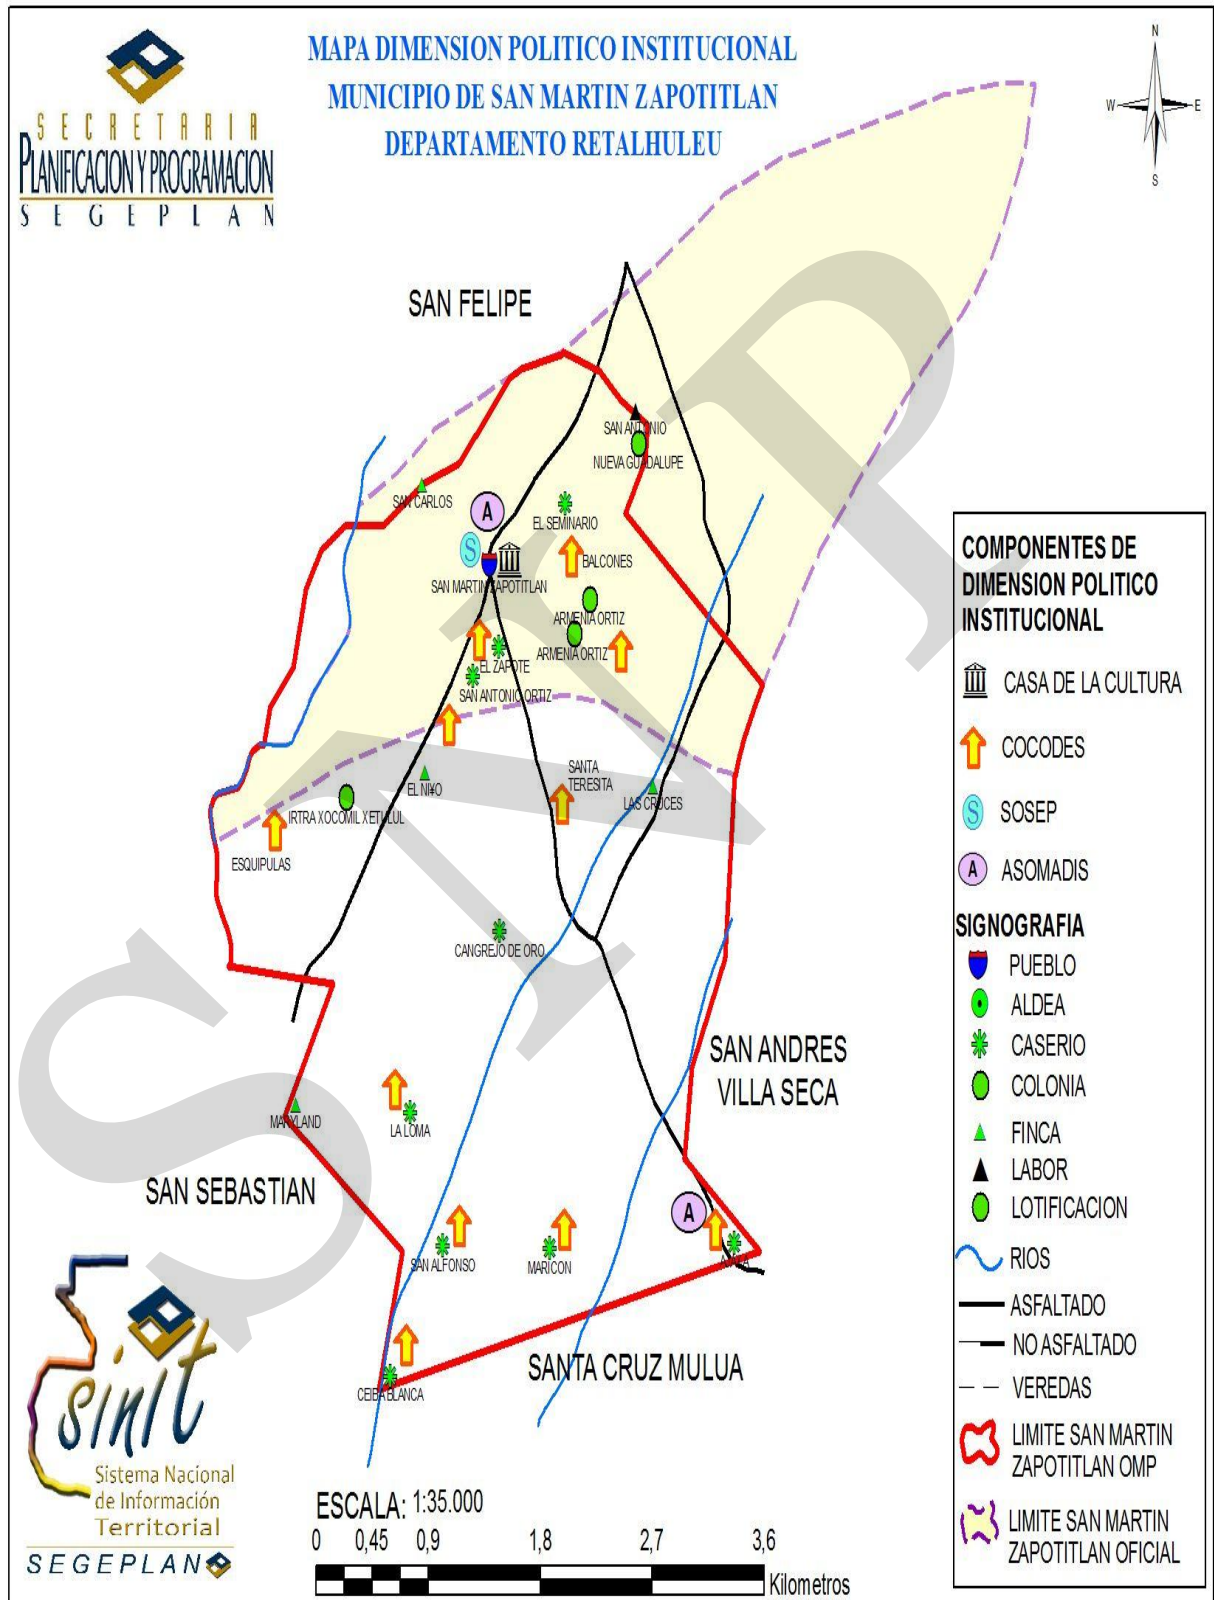 MAPA DIMENSION POLITICO INSTITUCIONAL
MUNICIPIO DE SAN MARTIN ZAPOTITLAN
DEPARTAMENTO RETALHULEU
SECRETARIA
PLANIFICACION Y PROGRAMACION
SEGEPLAN
N
W
E
S
SAN FELIPE
SAN ANTONIO
NUEVA GUADALUPE
SAN CARLOS
A
EL SEMINARIO
S
BALCONES
SAN MARTIN ZAPOTITLAN
ARMENIA ORTIZ
ARMENIA ORTIZ
EL ZAPOTE
SAN ANTONIO ORTIZ
SANTA
TERESITA
EL NI¥O
LAS CRUCES
IRTRA XOCOMIL XETULUL
ESQUIPULAS
CANGREJO DE ORO
SAN ANDRES
VILLA SECA
MARYLAND
LA LOMA
SAN SEBASTIAN
A
SAN ALFONSO
MARICON
SANTA CRUZ MULUA
CEIBA BLANCA
SNP
COMPONENTES DE
DIMENSION POLITICO
INSTITUCIONAL
CASA DE LA CULTURA
COCODES
S SOSEP
A ASOMADIS
SIGNOGRAFIA
PUEBLO
ALDEA
CASERIO
COLONIA
FINCA
LABOR
LOTIFICACION
RIOS
ASFALTADO
NO ASFALTADO
VEREDAS
LIMITE SAN MARTIN
ZAPOTITLAN OMP
LIMITE SAN MARTIN
ZAPOTITLAN OFICIAL
sinit
Sistema Nacional
de Información
Territorial
SEGEPLAN
ESCALA: 1:35.000
0 0,45 0,9 1,8 2,7 3,6
Kilometros